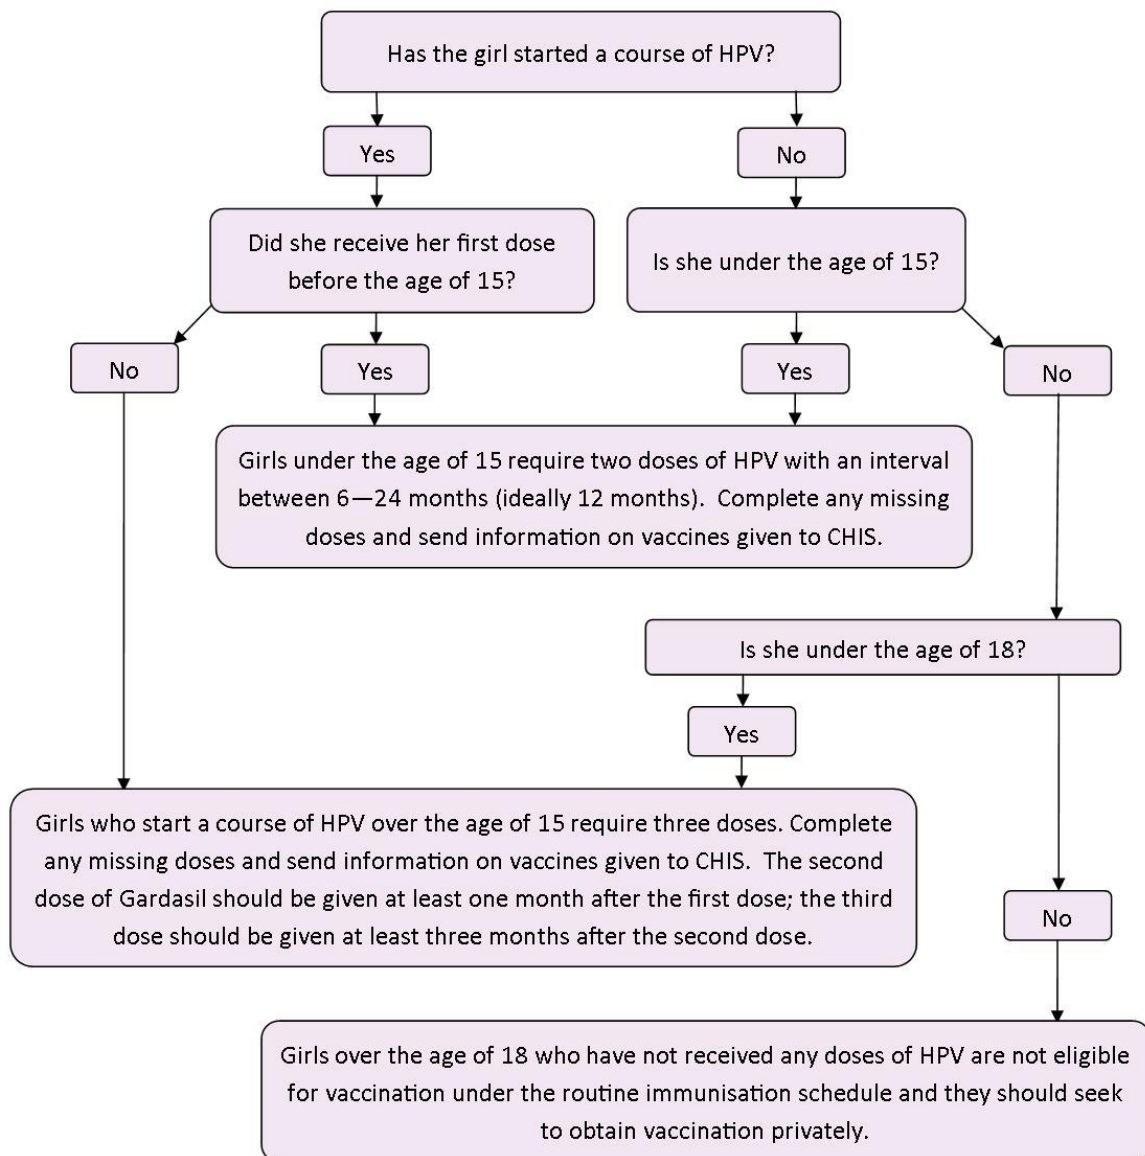 Has the girl started a course of HPV?
Yes
No
Did she receive her first dose
before the age of 15?
Is she under the age of 15?
No
Yes
Yes
No
Girls under the age of 15 require two doses of HPV with an interval
between 6—24 months (ideally 12 months).  Complete any missing
doses and send information on vaccines given to CHIS.
Is she under the age of 18?
Yes
Girls who start a course of HPV over the age of 15 require three doses. Complete
any missing doses and send information on vaccines given to CHIS.  The second
dose of Gardasil should be given at least one month after the first dose; the third
dose should be given at least three months after the second dose.
No
Girls over the age of 18 who have not received any doses of HPV are not eligible
for vaccination under the routine immunisation schedule and they should seek
to obtain vaccination privately.